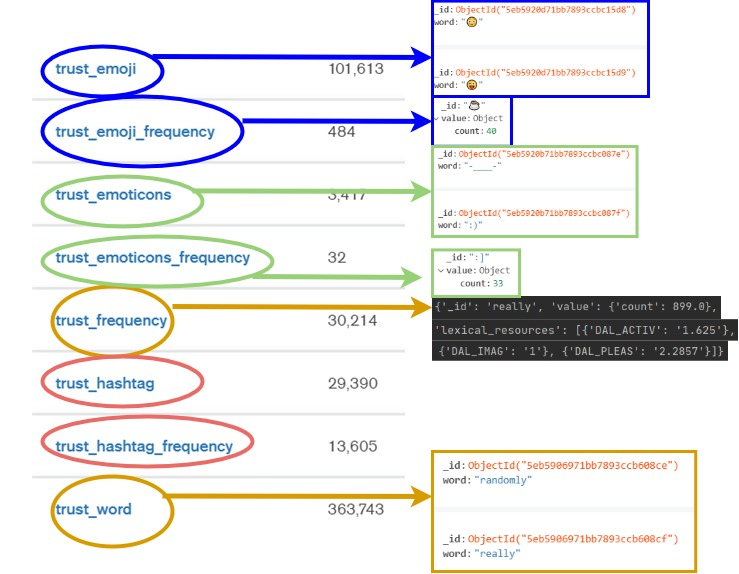 trust_emoji 101,613
_id: ObjectId("5eb5920d71bb7893ccbc15d8")
word: "😳"
_id: ObjectId("5eb5920d71bb7893ccbc15d9")
word: "😜"
trust_emoji_frequency 484
_id: "☕"
value: Object
count: 40
trust_emoticons 3,417
_id: ObjectId("5eb5920b71bb7893ccbc087e")
word: "-____-"
_id: ObjectId("5eb5920b71bb7893ccbc087f")
word: ":)"
trust_emoticons_frequency 32
_id: ":]"
value: Object
count: 33
trust_frequency 30,214
{'_id': 'really', 'value': {'count': 899.0},
'lexical_resources': [{'DAL_ACTIV': '1.625'},
{'DAL_IMAG': '1'}, {'DAL_PLEAS': '2.2857'}]}
trust_hashtag 29,390
trust_hashtag_frequency 13,605
trust_word 363,743
_id: ObjectId("5eb5906971bb7893ccb608ce")
word: "randomly"
_id: ObjectId("5eb5906971bb7893ccb608cf")
word: "really"